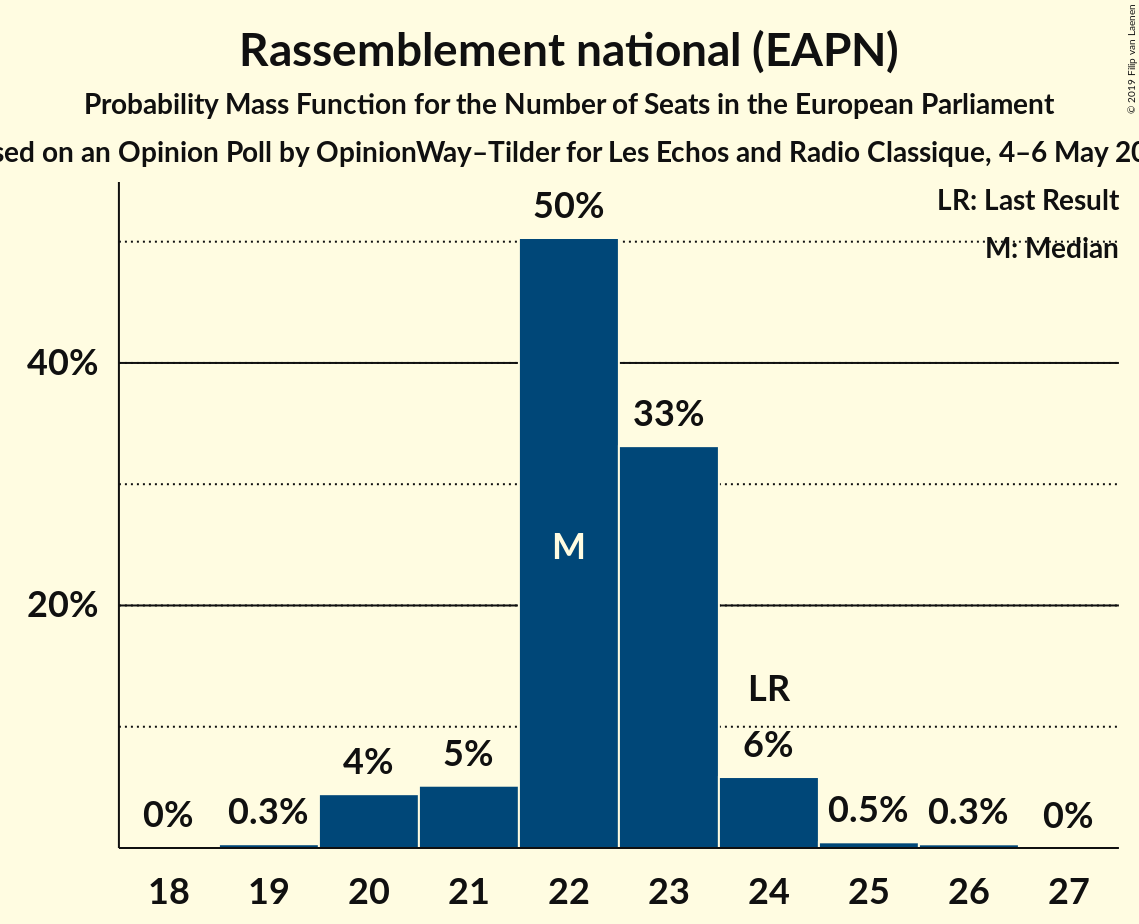 Rassemblement national (EAPN)
Probability Mass Function for the Number of Seats in the European Parliament
sed on an Opinion Poll by OpinionWay–Tilder for Les Echos and Radio Classique, 4–6 May 20
© 2019 Filip van Laenen
LR: Last Result
M: Median
50%
40%
33%
M
20%
LR
6%
5%
4%
0%
0.3%
0.5%
0.3%
0%
18 19 20 21 22 23 24 25 26 27